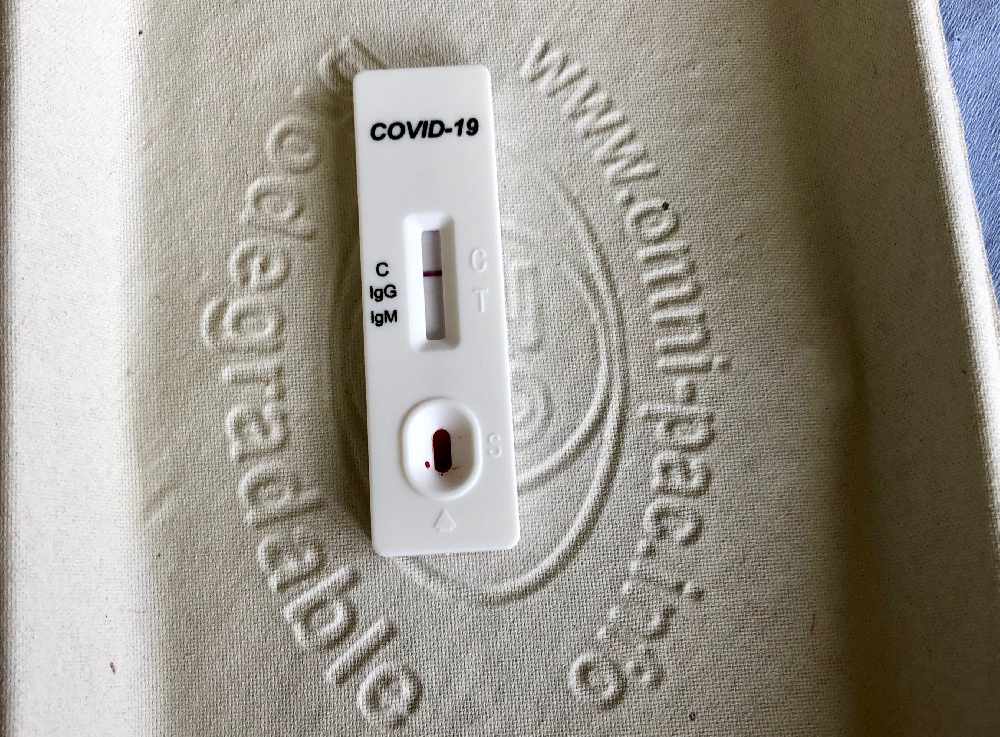 COVID-19
C
IgG
IgM
C
T
S
www.omni-pac.info
biodegradable